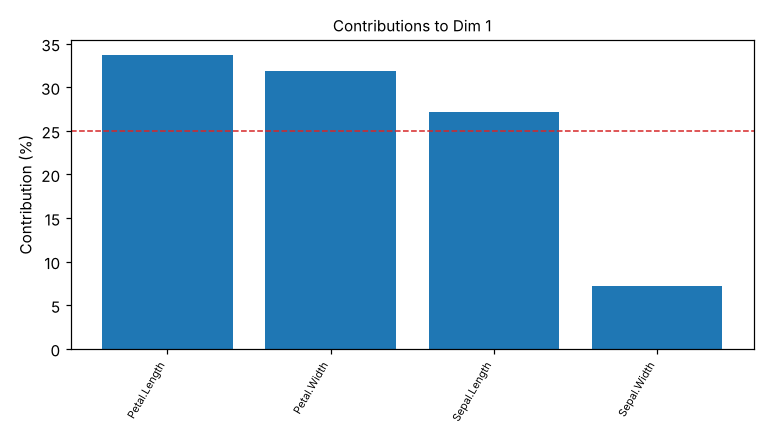 Contributions to Dim 1
Contribution (%)
35
30
25
20
15
10
5
0
Petal.Length
Petal.Width
Sepal.Length
Sepal.Width